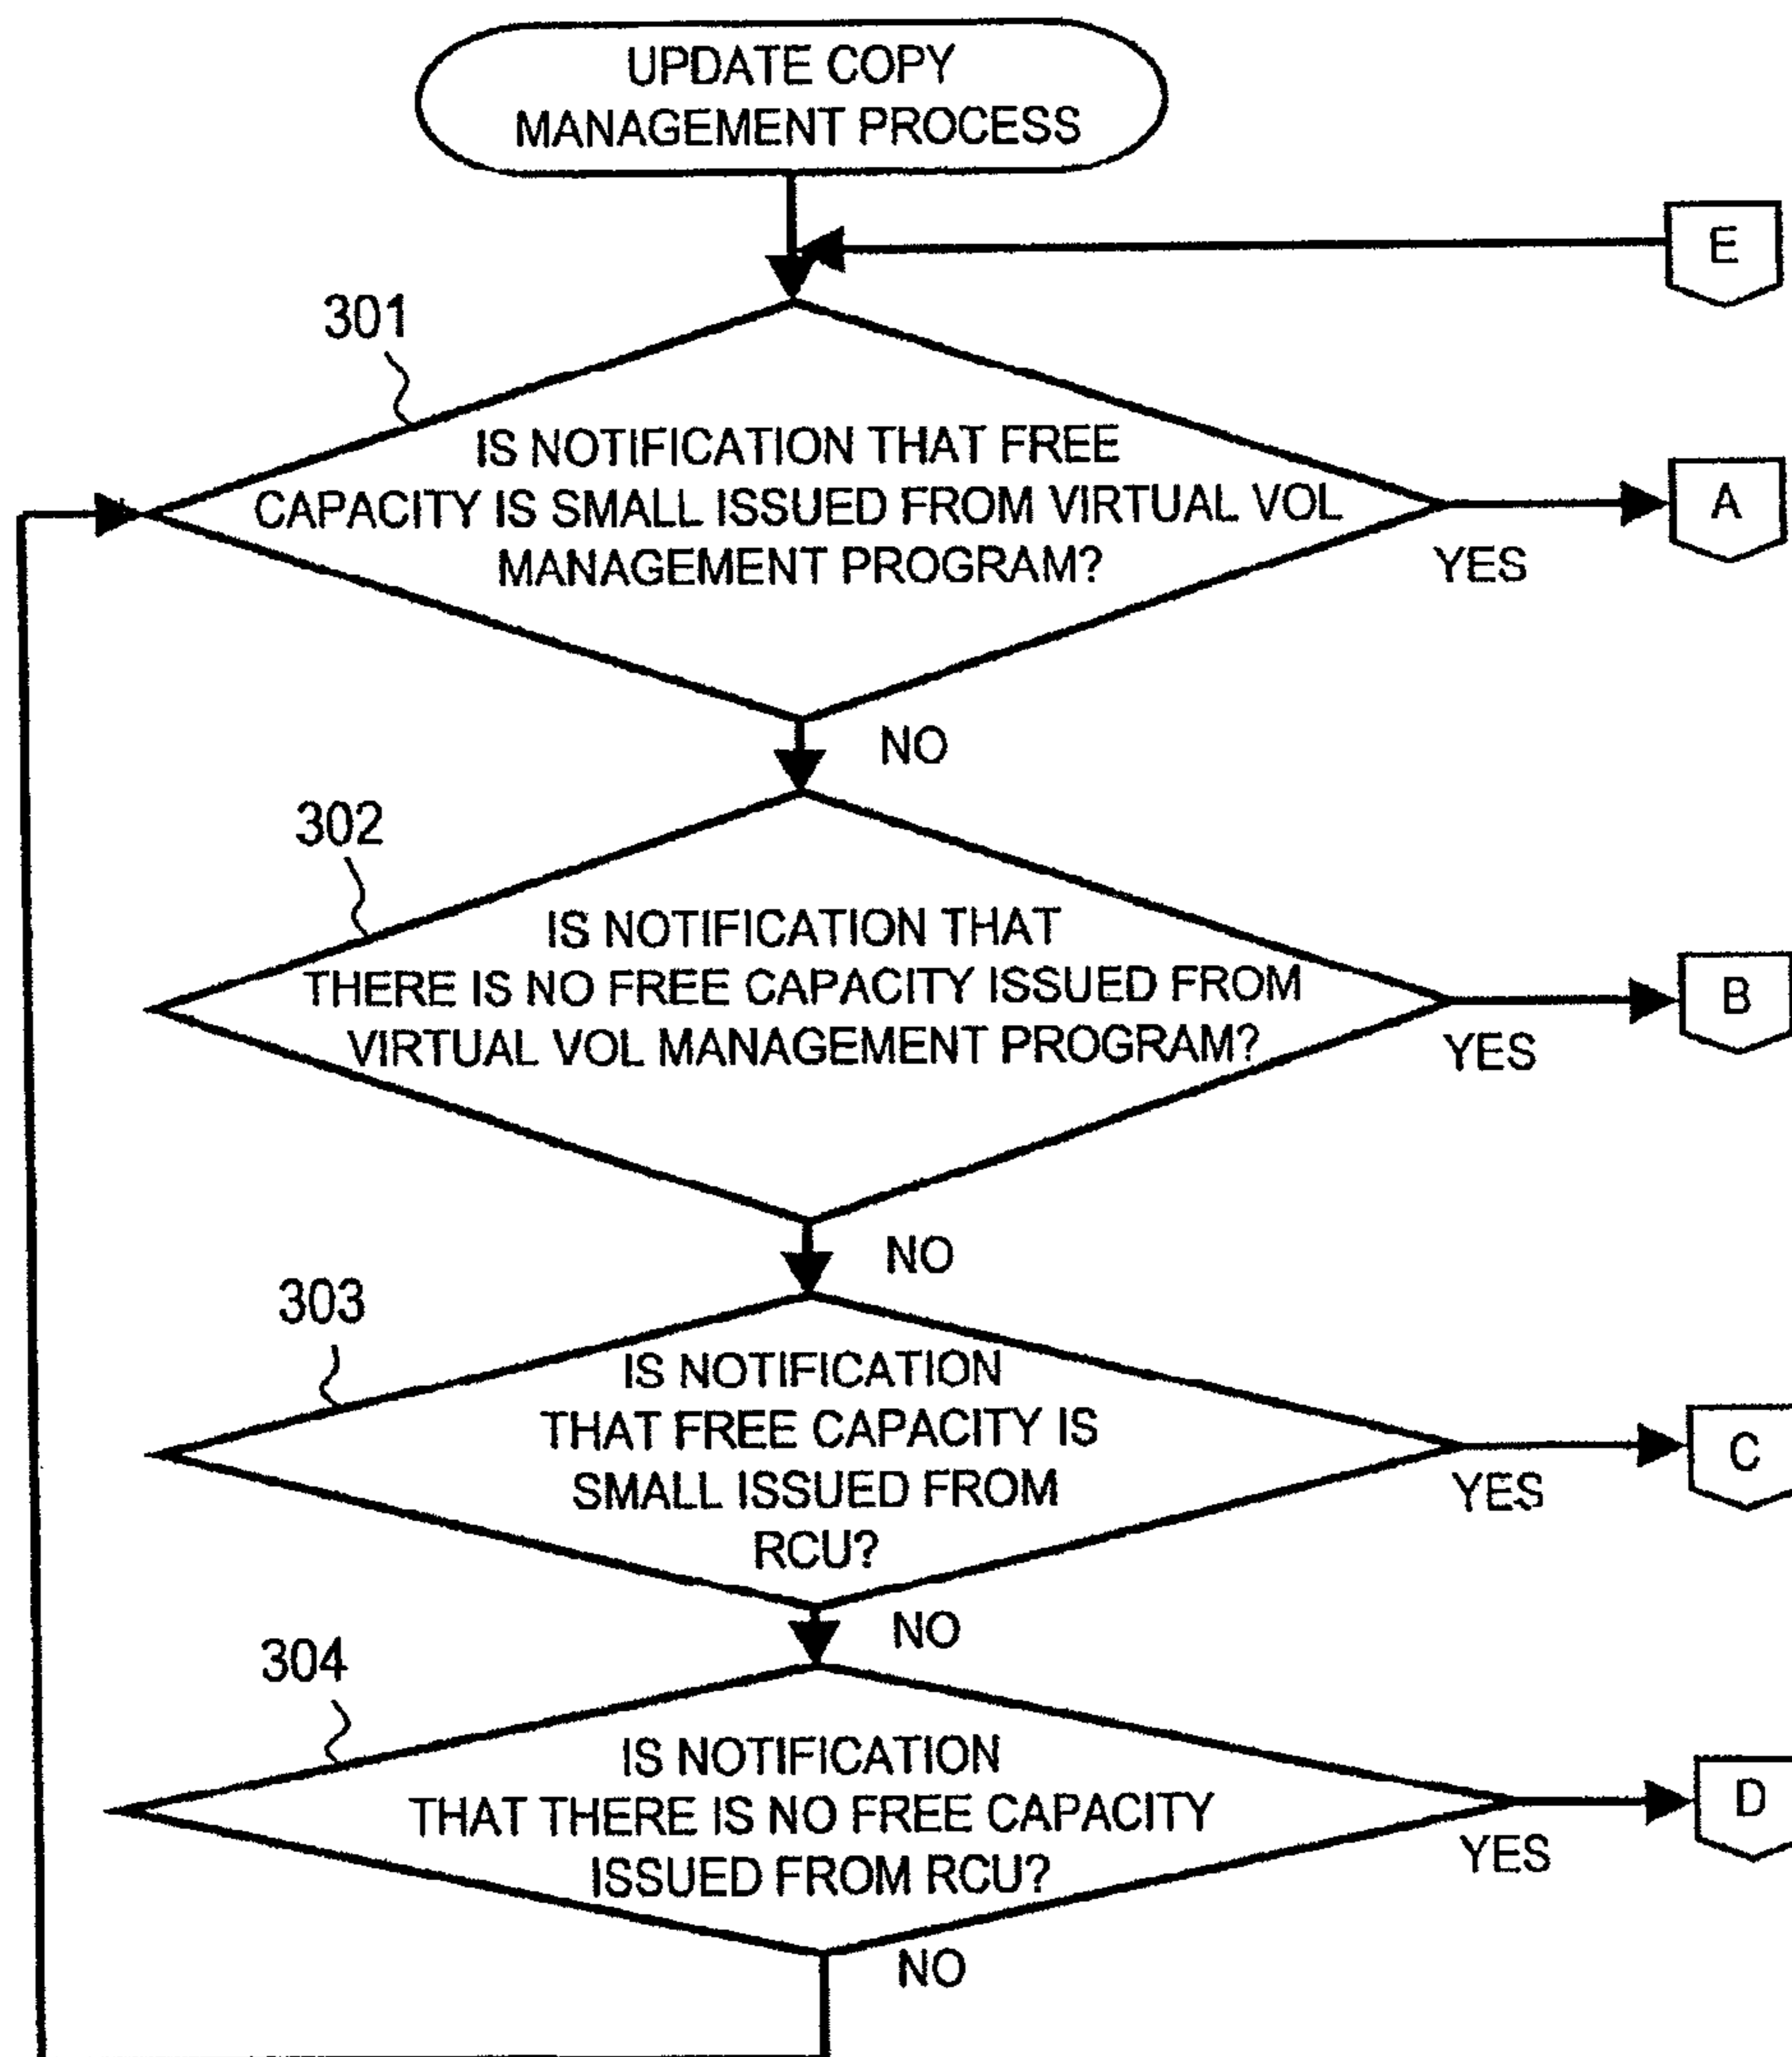 UPDATE COPY
MANAGEMENT PROCESS
E
301
IS NOTIFICATION THAT FREE
CAPACITY IS SMALL ISSUED FROM VIRTUAL VOL
MANAGEMENT PROGRAM?
A
YES
NO
302
IS NOTIFICATION THAT
THERE IS NO FREE CAPACITY ISSUED FROM
VIRTUAL VOL MANAGEMENT PROGRAM?
B
YES
NO
303
IS NOTIFICATION
THAT FREE CAPACITY IS
SMALL ISSUED FROM
RCU?
C
YES
NO
304
IS NOTIFICATION
THAT THERE IS NO FREE CAPACITY
ISSUED FROM RCU?
D
YES
NO